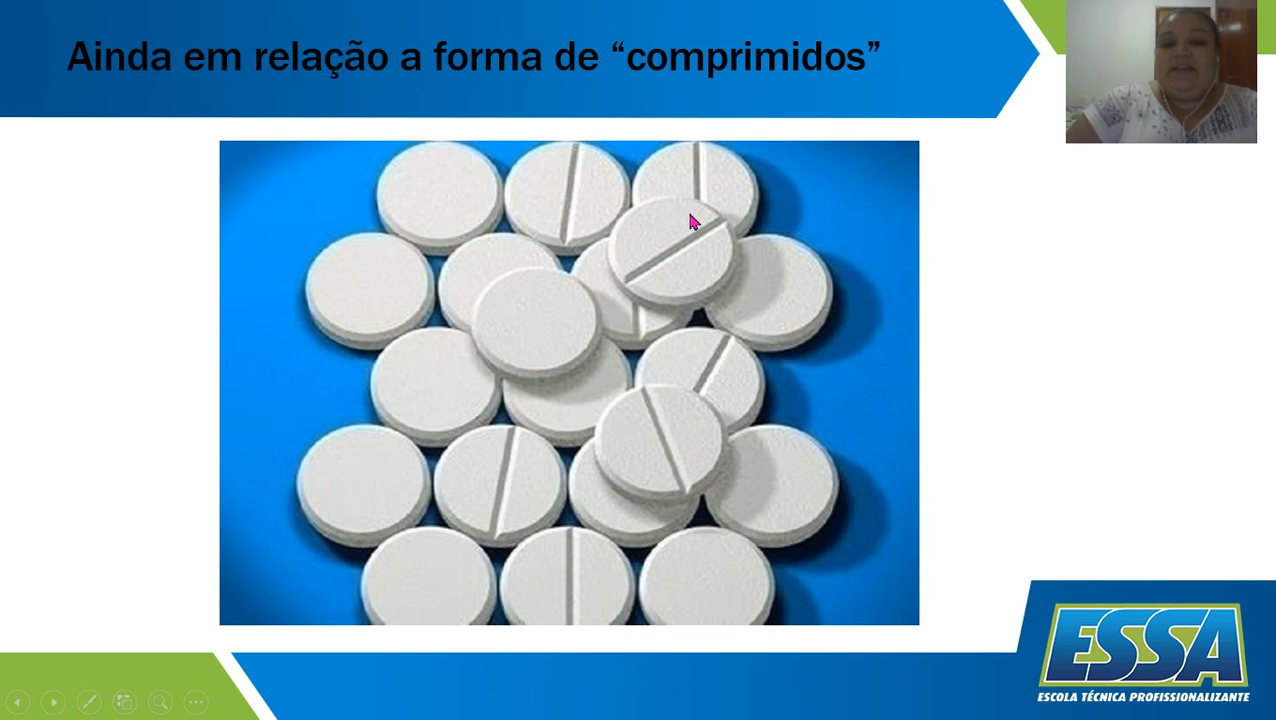 Ainda em relação a forma de “comprimidos”
ESSA
ESCOLA TÉCNICA PROFISSIONALIZANTE